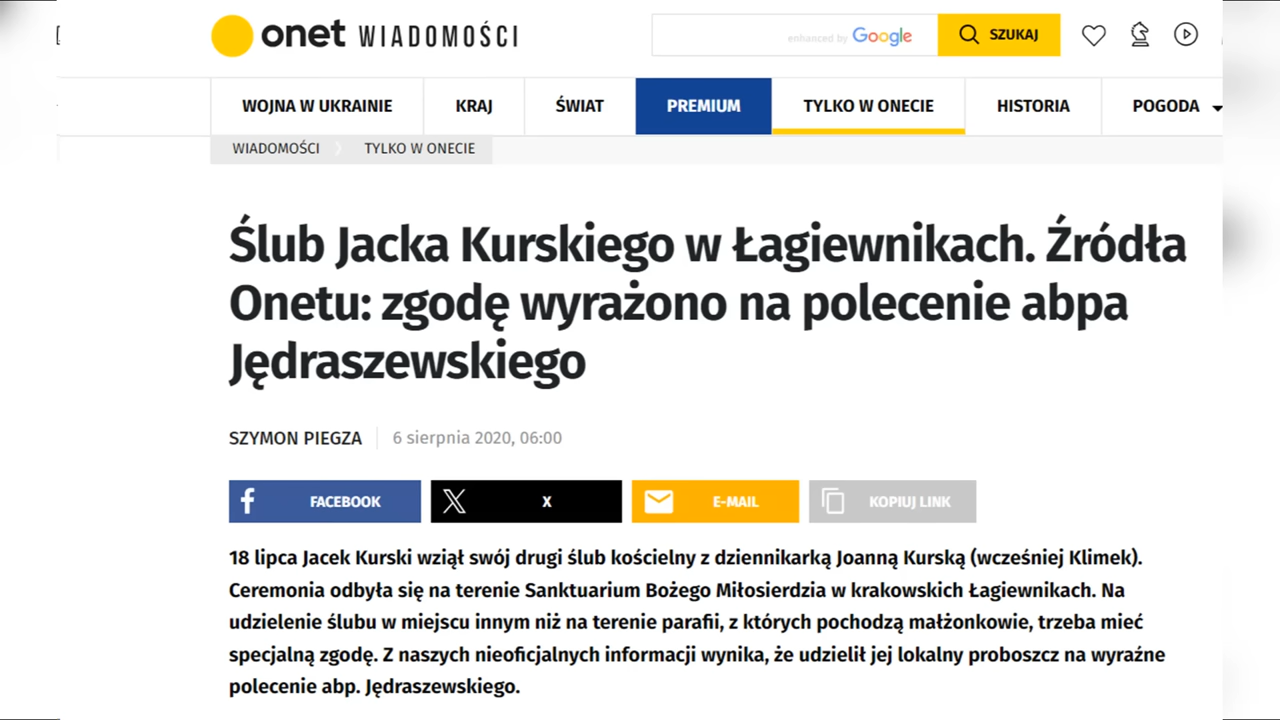 onet WIADOMOŚCI
enhanced by Google
SZUKAJ
WOJNA W UKRAINIE
KRAJ
ŚWIAT
PREMIUM
TYLKO W ONECIE
HISTORIA
POGODA
WIADOMOŚCI
TYLKO W ONECIE
Ślub Jacka Kurskiego w Łagiewnikach. Źródła
Onetu: zgodę wyrażono na polecenie abpa
Jędraszewskiego
SZYMON PIEGZA
6 sierpnia 2020, 06:00
FACEBOOK
X
E-MAIL
KOPIUJ LINK
18 lipca Jacek Kurski wziął swój drugi ślub kościelny z dziennikarką Joanną Kurską (wcześniej Klimek).
Ceremonia odbyła się na terenie Sanktuarium Bożego Miłosierdzia w krakowskich Łagiewnikach. Na
udzielenie ślubu w miejscu innym niż na terenie parafii, z których pochodzą małżonkowie, trzeba mieć
specjalną zgodę. Z naszych nieoficjalnych informacji wynika, że udzielił jej lokalny proboszcz na wyraźne
polecenie abp. Jędraszewskiego.